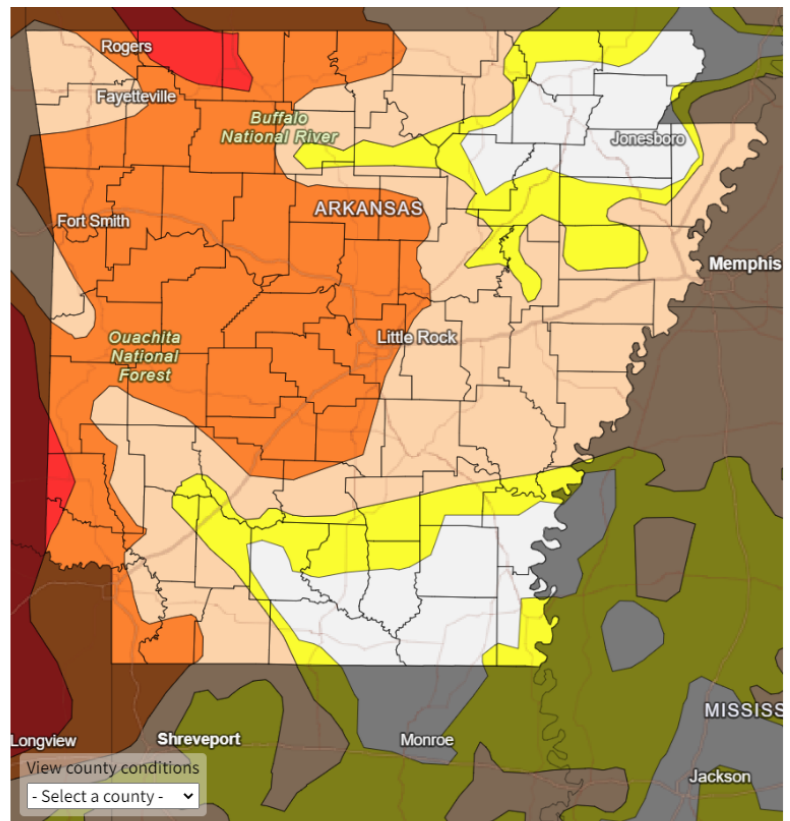 Rogers
Fayetteville
Buffalo
National River
Jonesboro
ARKANSAS
Fort Smith
Memphis
Ouachita
National
Forest
Little Rock
MISSISS
Longview
Shreveport
Monroe
View county conditions
- Select a county -
Jackson